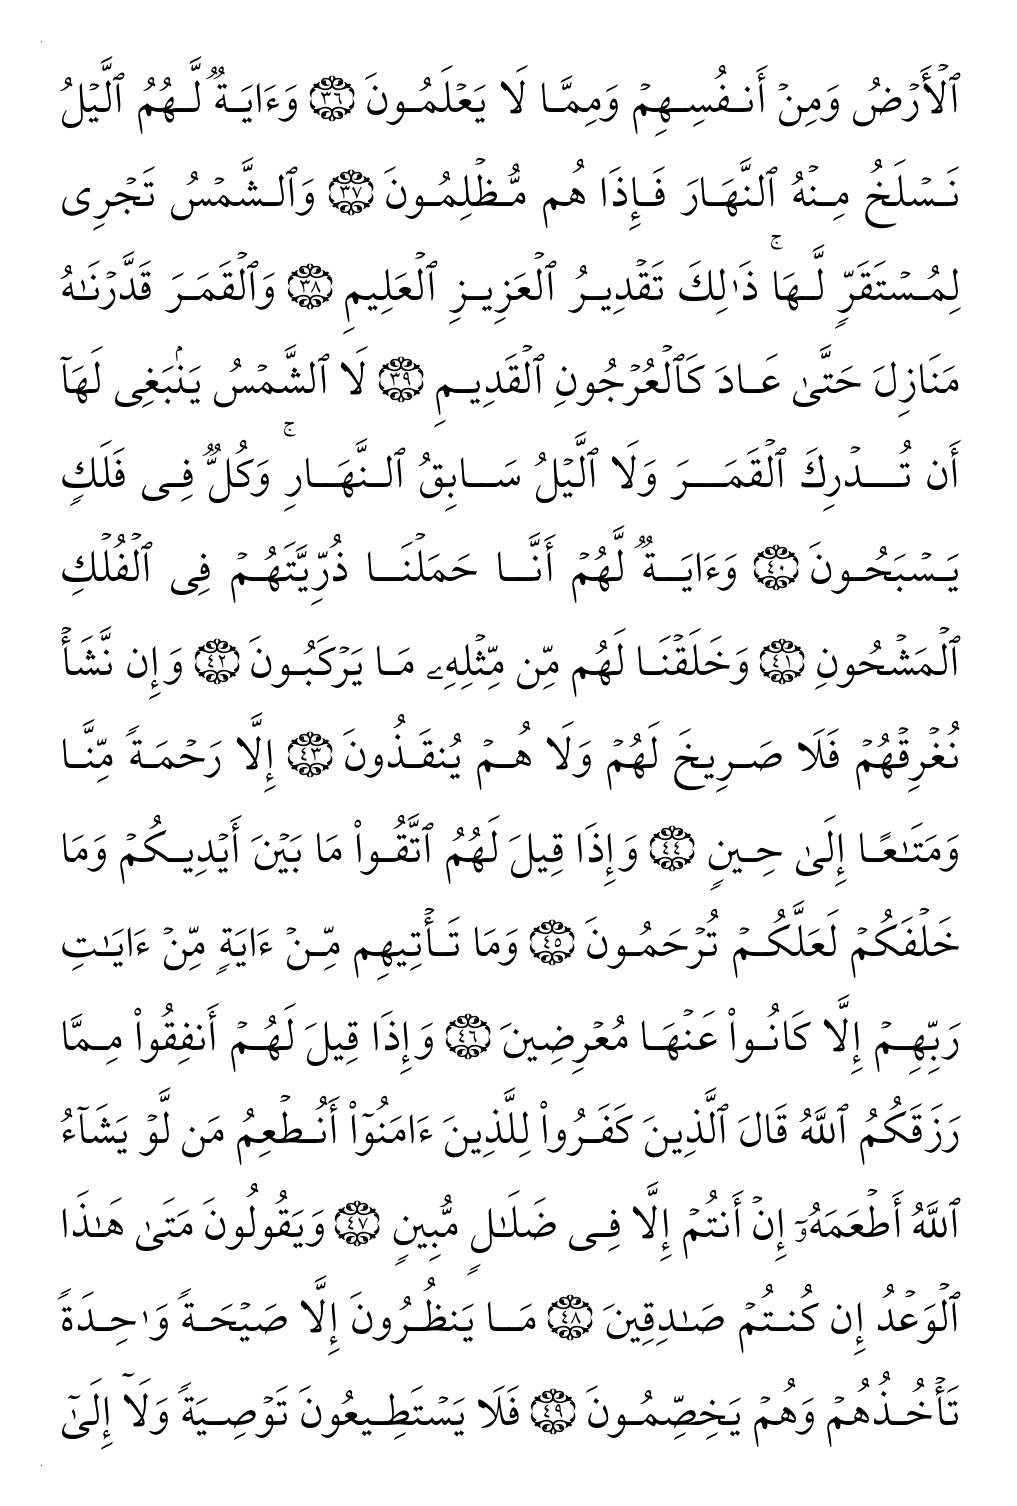 ٱلْأَرْضُ وَمِنْ أَنفُسِهِمْ وَمِمَّا لَا يَعْلَمُونَ ٣٦ وَءَايَةٌ لَّهُمُ ٱلَّيْلُ
نَسْلَخُ مِنْهُ ٱلنَّهَارَ فَإِذَا هُم مُّظْلِمُونَ ٣٧ وَٱلشَّمْسُ تَجْرِى
لِمُسْتَقَرٍّ لَّهَا ۚ ذَٰلِكَ تَقْدِيرُ ٱلْعَزِيزِ ٱلْعَلِيمِ ٣٨ وَٱلْقَمَرَ قَدَّرْنَٰهُ
مَنَازِلَ حَتَّىٰ عَادَ كَٱلْعُرْجُونِ ٱلْقَدِيمِ ٣٩ لَا ٱلشَّمْسُ يَنۢبَغِى لَهَآ
أَن تُدْرِكَ ٱلْقَمَرَ وَلَا ٱلَّيْلُ سَابِقُ ٱلنَّهَارِ ۚ وَكُلٌّ فِى فَلَكٍ
يَسْبَحُونَ ٤٠ وَءَايَةٌ لَّهُمْ أَنَّا حَمَلْنَا ذُرِّيَّتَهُمْ فِى ٱلْفُلْكِ
ٱلْمَشْحُونِ ٤١ وَخَلَقْنَا لَهُم مِّن مِّثْلِهِۦ مَا يَرْكَبُونَ ٤٢ وَإِن نَّشَأْ
نُغْرِقْهُمْ فَلَا صَرِيخَ لَهُمْ وَلَا هُمْ يُنقَذُونَ ٤٣ إِلَّا رَحْمَةً مِّنَّا
وَمَتَٰعًا إِلَىٰ حِينٍ ٤٤ وَإِذَا قِيلَ لَهُمُ ٱتَّقُوا۟ مَا بَيْنَ أَيْدِيكُمْ وَمَا
خَلْفَكُمْ لَعَلَّكُمْ تُرْحَمُونَ ٤٥ وَمَا تَأْتِيهِم مِّنْ ءَايَةٍ مِّنْ ءَايَٰتِ
رَبِّهِمْ إِلَّا كَانُوا۟ عَنْهَا مُعْرِضِينَ ٤٦ وَإِذَا قِيلَ لَهُمْ أَنفِقُوا۟ مِمَّا
رَزَقَكُمُ ٱللَّهُ قَالَ ٱلَّذِينَ كَفَرُوا۟ لِلَّذِينَ ءَامَنُوٓا۟ أَنُطْعِمُ مَن لَّوْ يَشَآءُ
ٱللَّهُ أَطْعَمَهُۥٓ إِنْ أَنتُمْ إِلَّا فِى ضَلَٰلٍ مُّبِينٍ ٤٧ وَيَقُولُونَ مَتَىٰ هَٰذَا
ٱلْوَعْدُ إِن كُنتُمْ صَٰدِقِينَ ٤٨ مَا يَنظُرُونَ إِلَّا صَيْحَةً وَٰحِدَةً
تَأْخُذُهُمْ وَهُمْ يَخِصِّمُونَ ٤٩ فَلَا يَسْتَطِيعُونَ تَوْصِيَةً وَلَآ إِلَىٰٓ